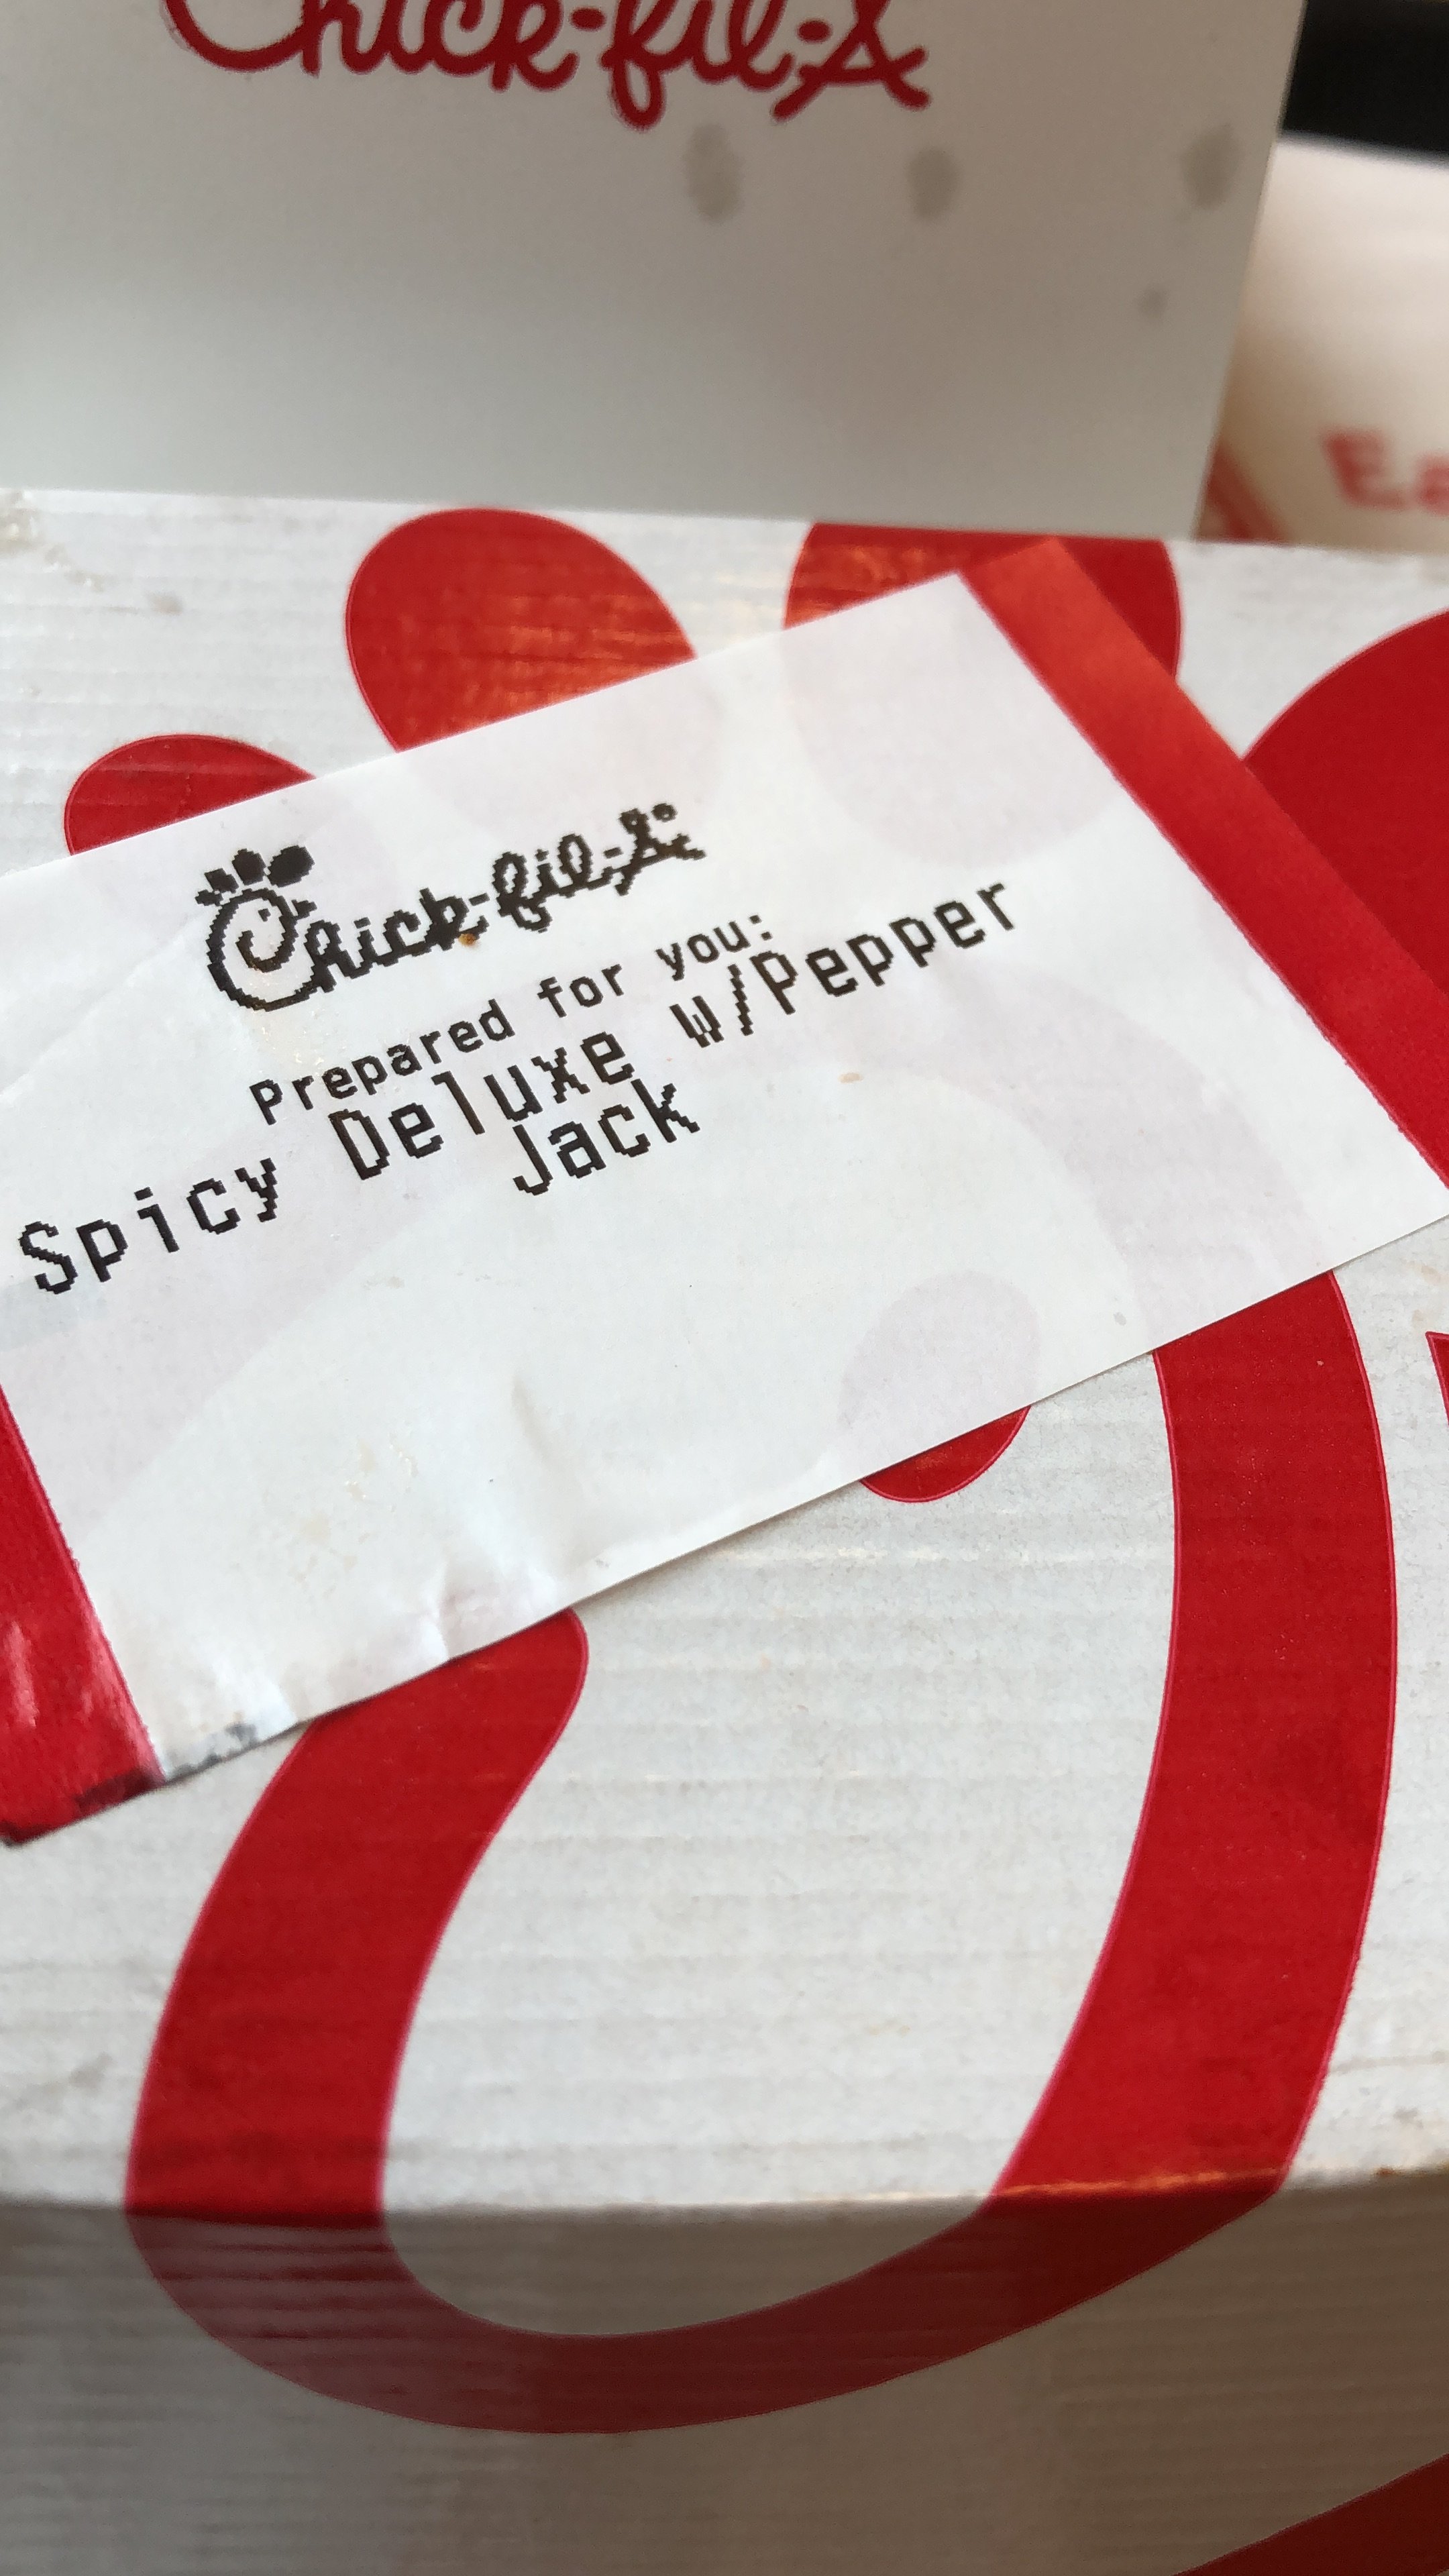 Chick-fil-A
Chick-fil-A®
Prepared for you:
Spicy Deluxe w/Pepper
Jack